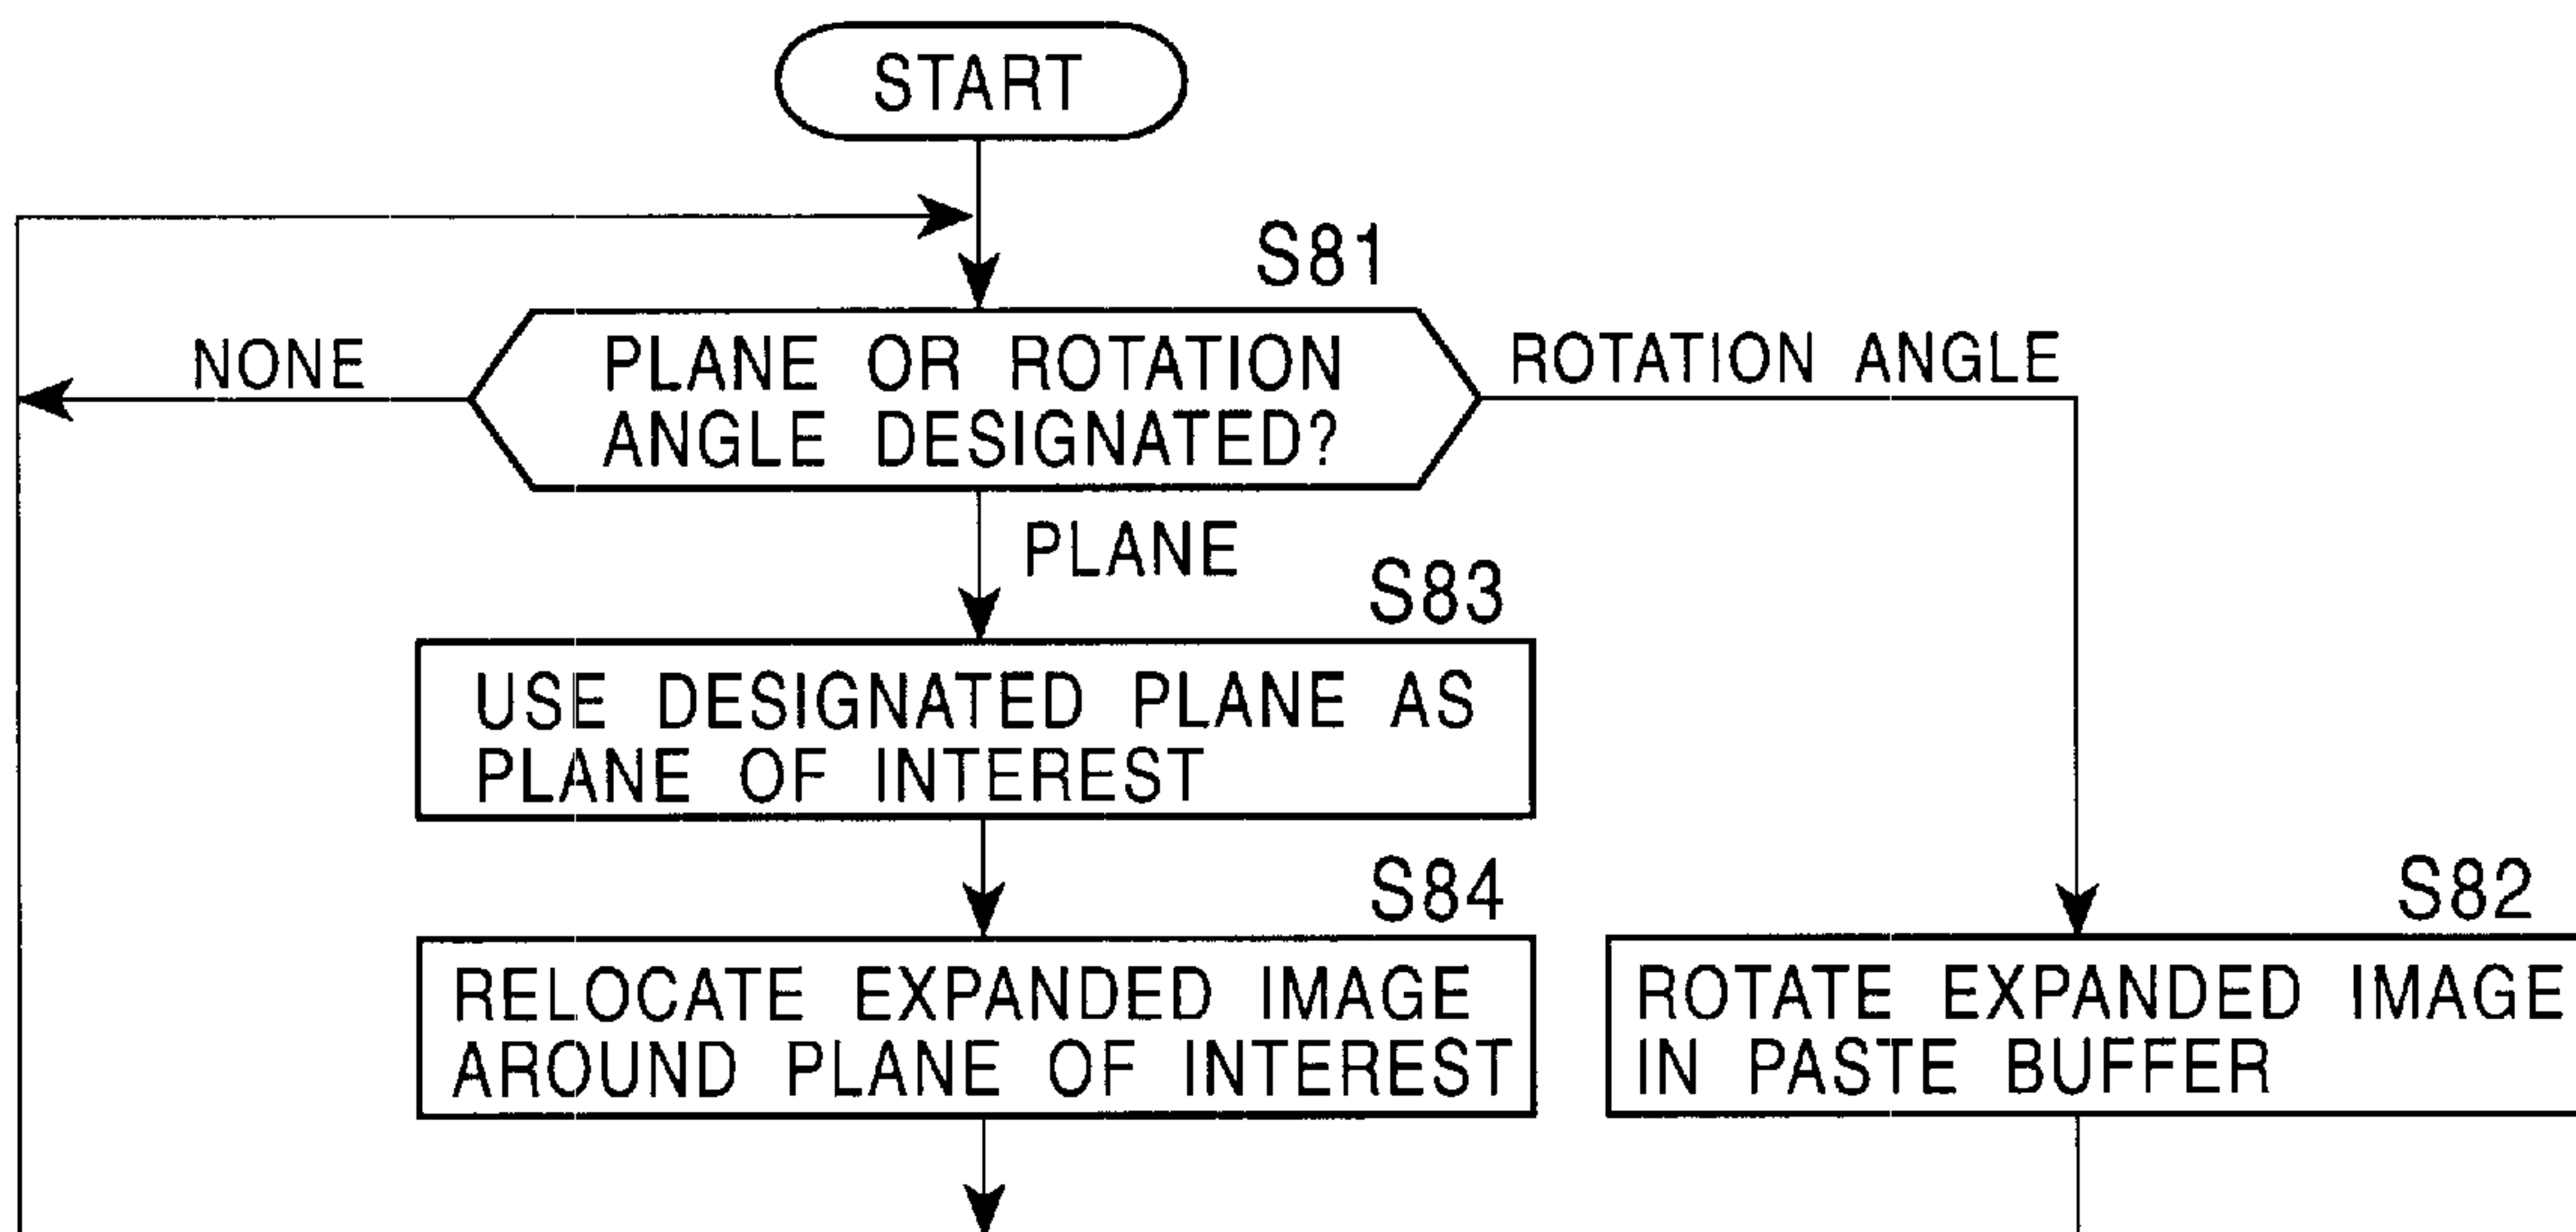 START
S81
NONE
PLANE OR ROTATION
ANGLE DESIGNATED?
ROTATION ANGLE
PLANE
S83
USE DESIGNATED PLANE AS
PLANE OF INTEREST
S84
RELOCATE EXPANDED IMAGE
AROUND PLANE OF INTEREST
S82
ROTATE EXPANDED IMAGE
IN PASTE BUFFER